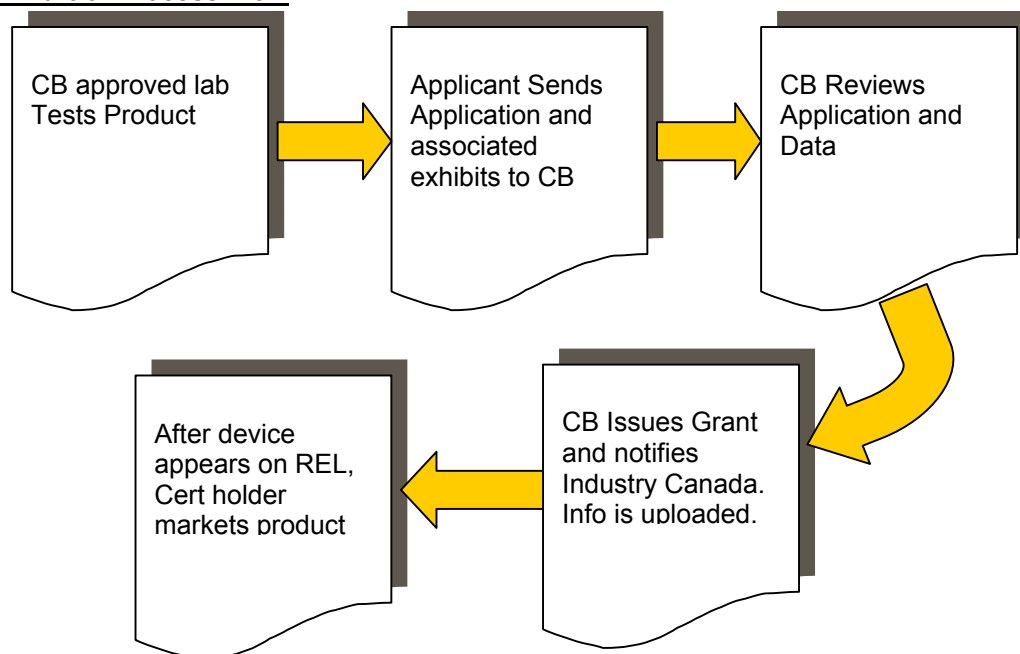 CB approved lab
Tests Product
Applicant Sends
Application and
associated
exhibits to CB
CB Reviews
Application and
Data
CB Issues Grant
and notifies
Industry Canada.
Info is uploaded.
After device
appears on REL,
Cert holder
markets product